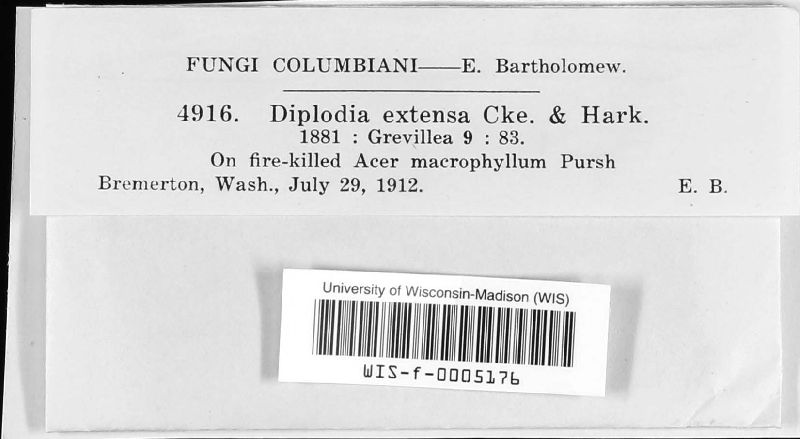 FUNGI COLUMBIANI——E. Bartholomew.
4916. Diplodia extensa Cke. & Hark.
1881 : Grevillea 9 : 83.
On fire-killed Acer macrophyllum Pursh
Bremerton, Wash., July 29, 1912. E. B.
University of Wisconsin-Madison (WIS)
WIS-f-0005176